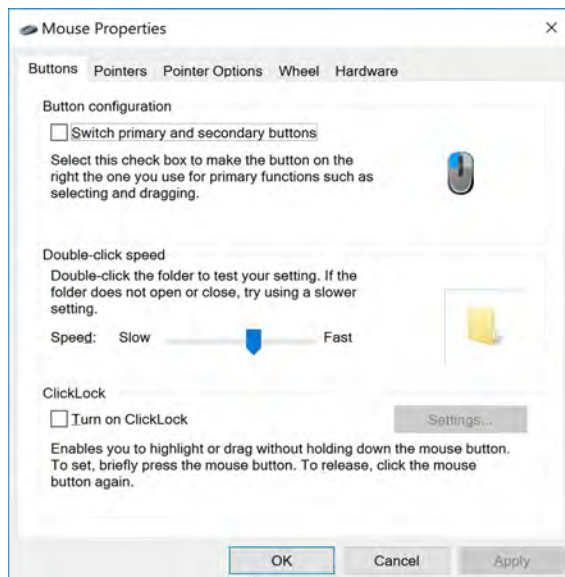 Mouse Properties
Buttons Pointers Pointer Options Wheel Hardware
Button configuration
Switch primary and secondary buttons
Select this check box to make the button on the
right the one you use for primary functions such as
selecting and dragging.
Double-click speed
Double-click the folder to test your setting. If the
folder does not open or close, try using a slower
setting.
Speed: Slow Fast
ClickLock
Turn on ClickLock Settings...
Enables you to highlight or drag without holding down the mouse button.
To set, briefly press the mouse button. To release, click the mouse
button again.
OK Cancel Apply